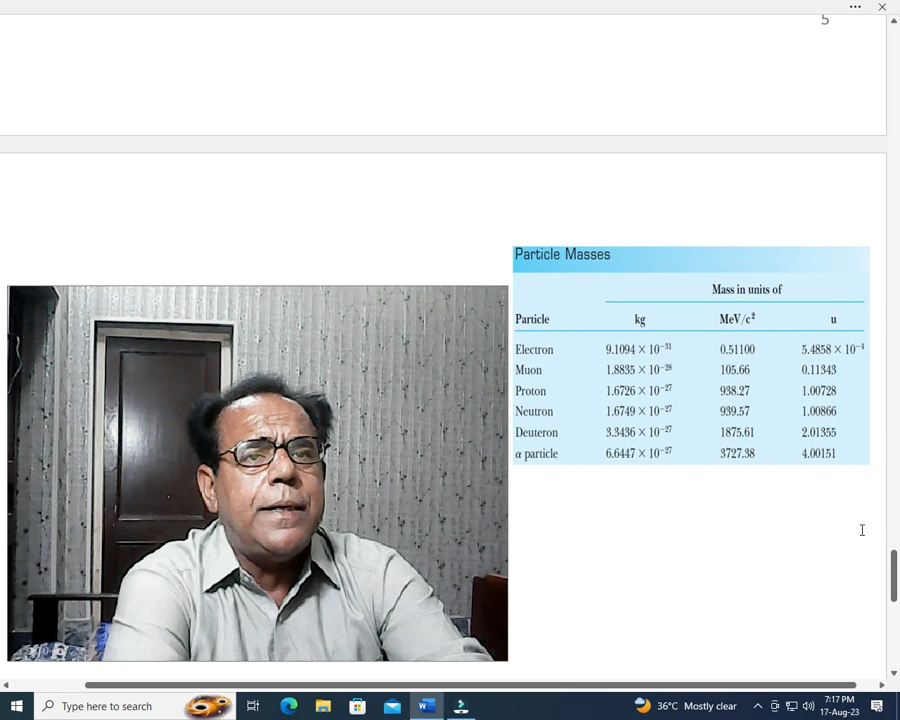 5
Particle Masses
Mass in units of
Particle kg MeV/c² u
Electron 9.1094 × 10⁻³¹ 0.51100 5.4858 × 10⁻⁴
Muon 1.8835 × 10⁻²⁸ 105.66 0.11343
Proton 1.6726 × 10⁻²⁷ 938.27 1.00728
Neutron 1.6749 × 10⁻²⁷ 939.57 1.00866
Deuteron 3.3436 × 10⁻²⁷ 1875.61 2.01355
α particle 6.6447 × 10⁻²⁷ 3727.38 4.00151
Type here to search 36°C Mostly clear 7:17 PM
17-Aug-23